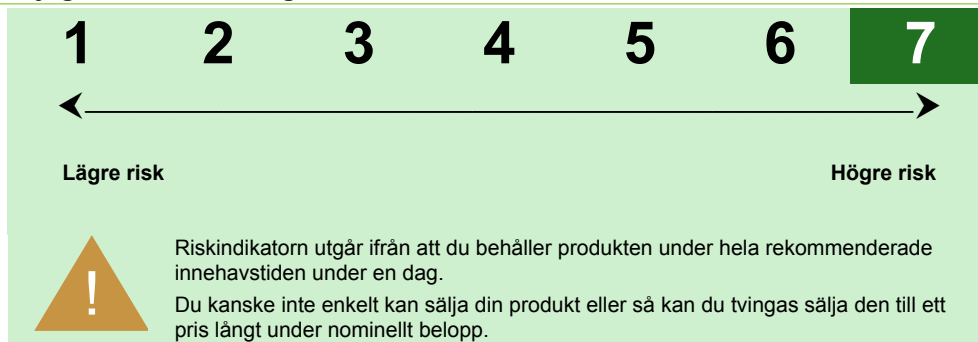 1 2 3 4 5 6 7
Lägre risk Högre risk
!
Riskindikatorn utgår ifrån att du behåller produkten under hela rekommenderade
innehavstiden under en dag.
Du kanske inte enkelt kan sälja din produkt eller så kan du tvingas sälja den till ett
pris långt under nominellt belopp.